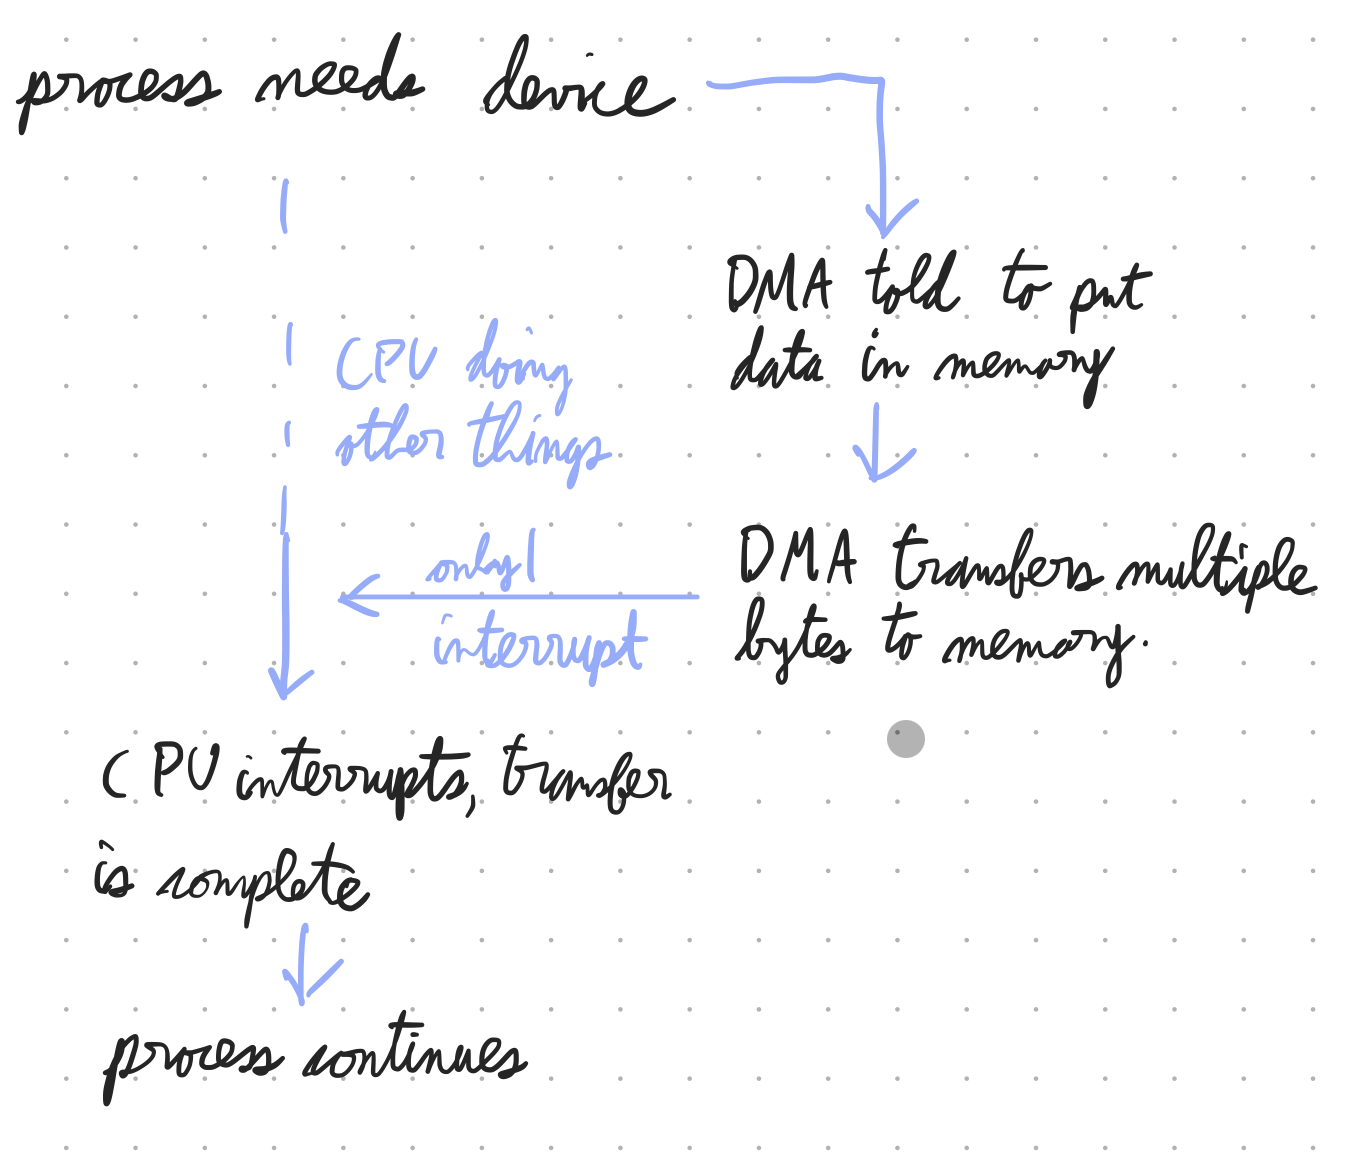 process needs device
DMA told to put
data in memory
CPU doing
other things
DMA transfers multiple
bytes to memory.
only 1
interrupt
CPU interrupts, transfer
is complete
process continues